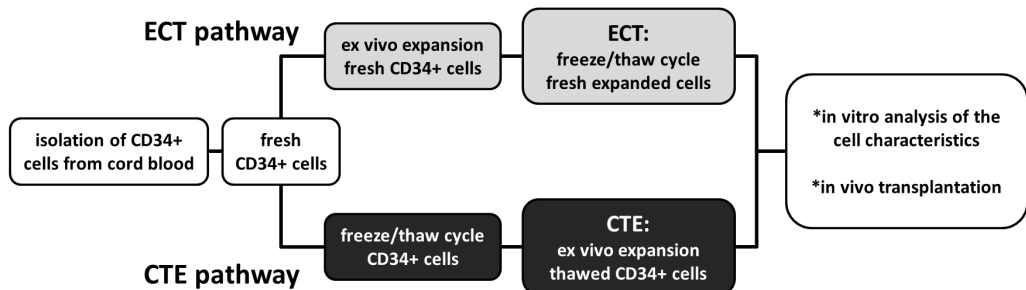 ECT pathway
isolation of CD34+
cells from cord blood
fresh
CD34+ cells
ex vivo expansion
fresh CD34+ cells
ECT:
freeze/thaw cycle
fresh expanded cells
freeze/thaw cycle
CD34+ cells
CTE:
ex vivo expansion
thawed CD34+ cells
CTE pathway
*in vitro analysis of the
cell characteristics
*in vivo transplantation